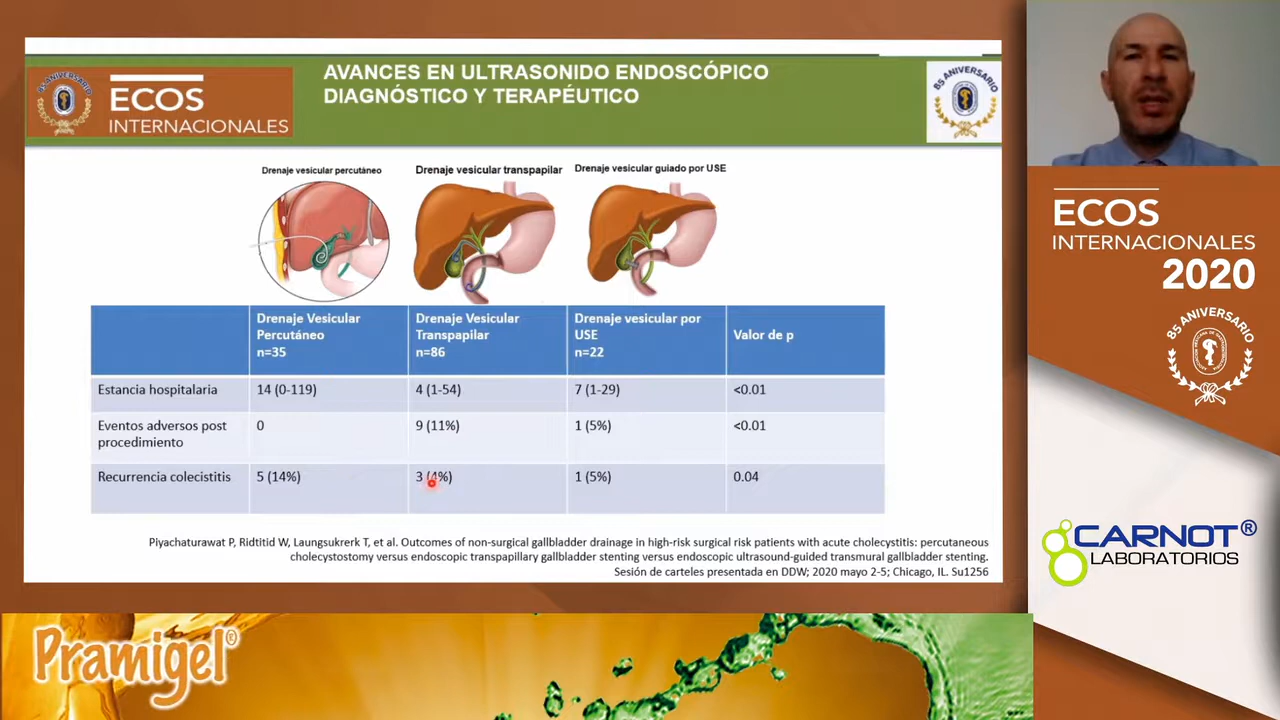 85 ANIVERSARIO
ECOS
INTERNACIONALES
AVANCES EN ULTRASONIDO ENDOSCÓPICO
DIAGNÓSTICO Y TERAPÉUTICO
85 ANIVERSARIO
Drenaje vesicular percutáneo
Drenaje vesicular transpapilar
Drenaje vesicular guiado por USE
Drenaje Vesicular
Percutáneo
n=35
Drenaje Vesicular
Transpapilar
n=86
Drenaje vesicular por
USE
n=22
Valor de p
Estancia hospitalaria
14 (0-119)
4 (1-54)
7 (1-29)
<0.01
Eventos adversos post
procedimiento
0
9 (11%)
1 (5%)
<0.01
Recurrencia colecistitis
5 (14%)
3 (4%)
1 (5%)
0.04
Piyachaturawat P, Ridtitid W, Laungsukrerk T, et al. Outcomes of non-surgical gallbladder drainage in high-risk surgical risk patients with acute cholecystitis: percutaneous
cholecystostomy versus endoscopic transpapillary gallbladder stenting versus endoscopic ultrasound-guided transmural gallbladder stenting.
Sesión de carteles presentada en DDW; 2020 mayo 2-5; Chicago, IL. Su1256
ECOS
INTERNACIONALES
2020
85 ANIVERSARIO
CARNOT®
LABORATORIOS
Pramigel®